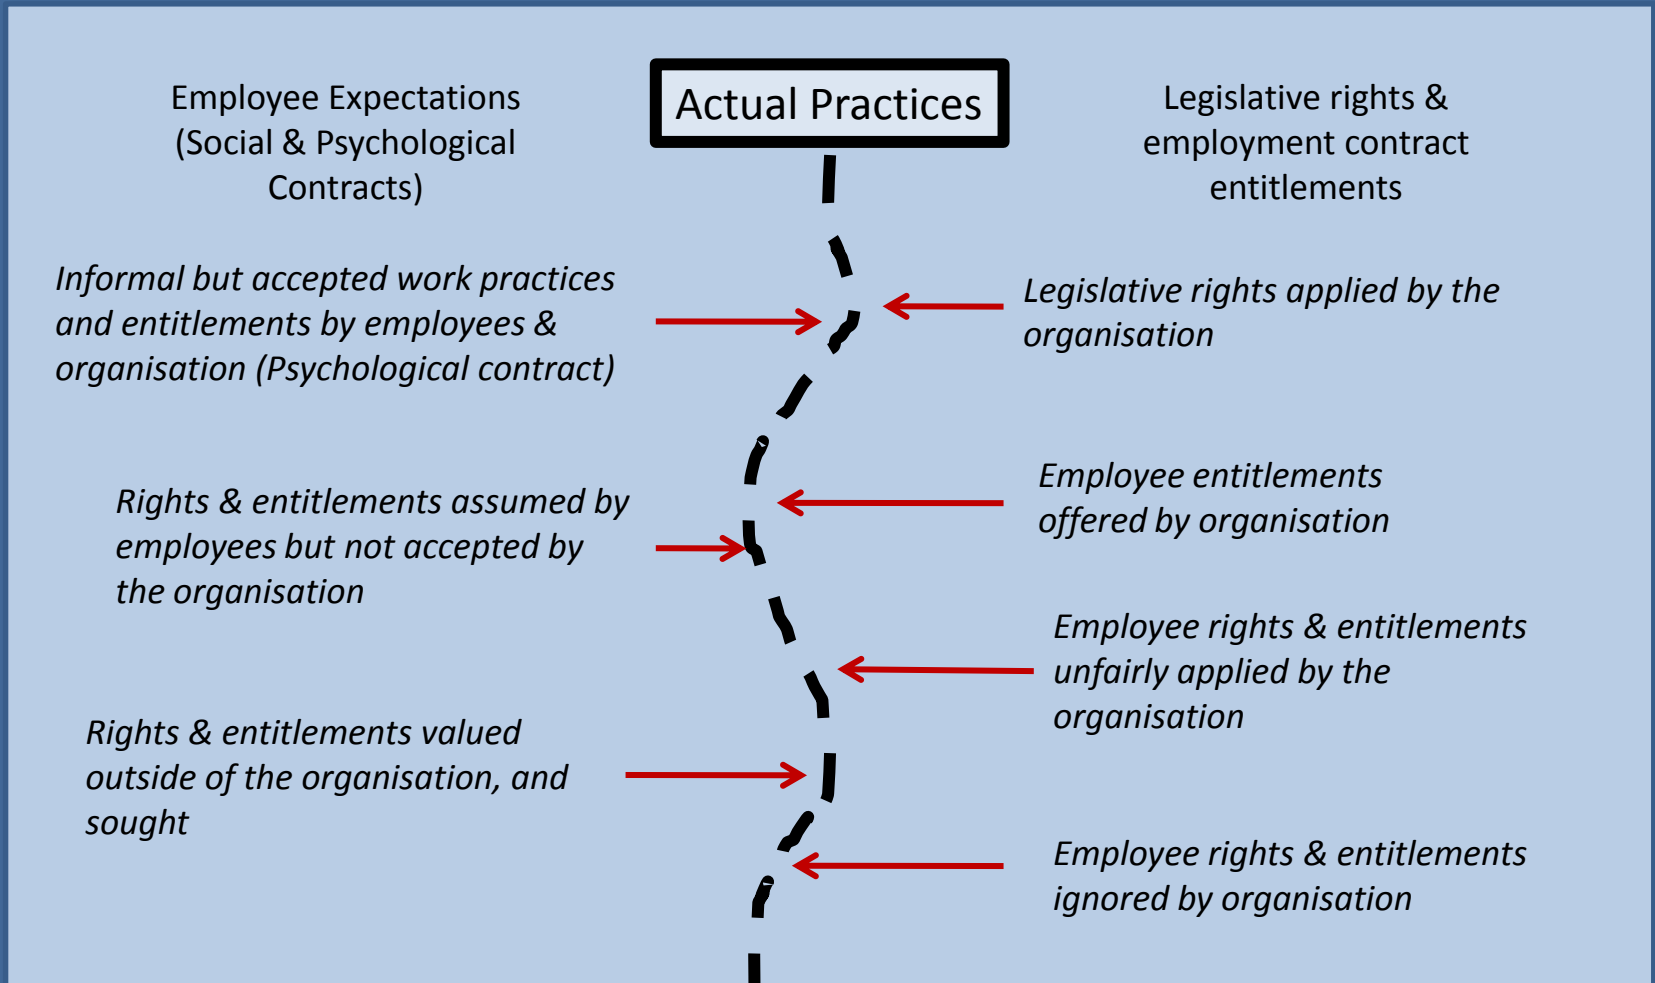 Employee Expectations
(Social & Psychological
Contracts)
Actual Practices
Legislative rights &
employment contract
entitlements
Informal but accepted work practices
and entitlements by employees &
organisation (Psychological contract)
Legislative rights applied by the
organisation
Rights & entitlements assumed by
employees but not accepted by
the organisation
Employee entitlements
offered by organisation
Employee rights & entitlements
unfairly applied by the
organisation
Rights & entitlements valued
outside of the organisation, and
sought
Employee rights & entitlements
ignored by organisation